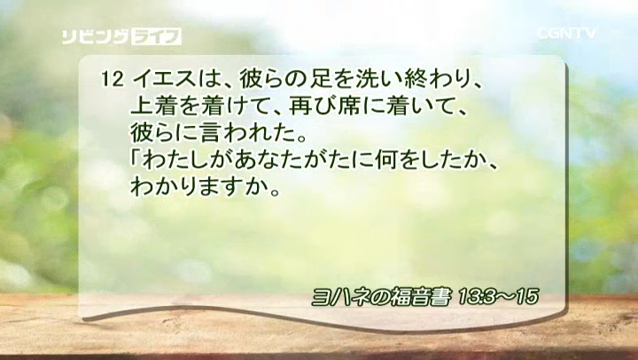 リビングライフ
CGNTV
12 イエスは、彼らの足を洗い終わり、
上着を着けて、再び席に着いて、
彼らに言われた。
「わたしがあなたがたに何をしたか、
わかりますか。
ヨハネの福音書 13:3～15